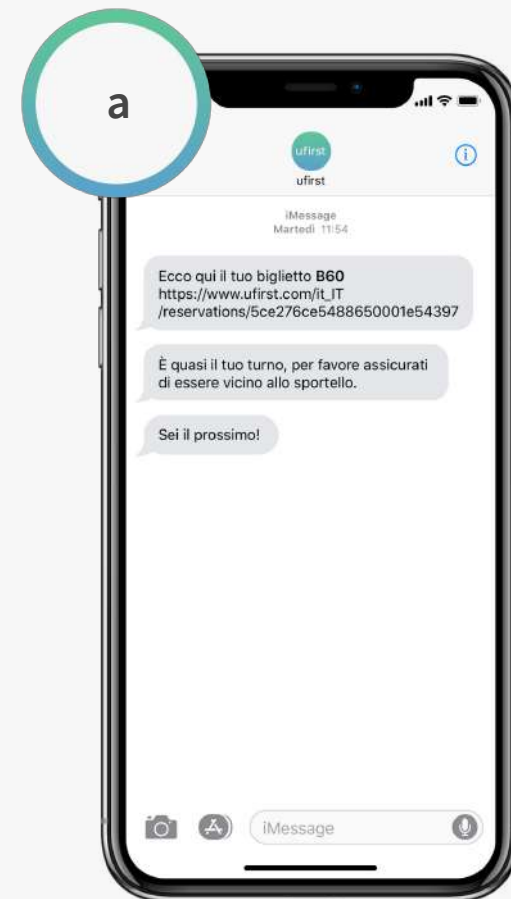 a
ufirst
ufirst
iMessage
Martedì 11:54
Ecco qui il tuo biglietto B60
https://www.ufirst.com/it_IT
/reservations/5ce276ce5488650001e54397
È quasi il tuo turno, per favore assicurati
di essere vicino allo sportello.
Sei il prossimo!
iMessage